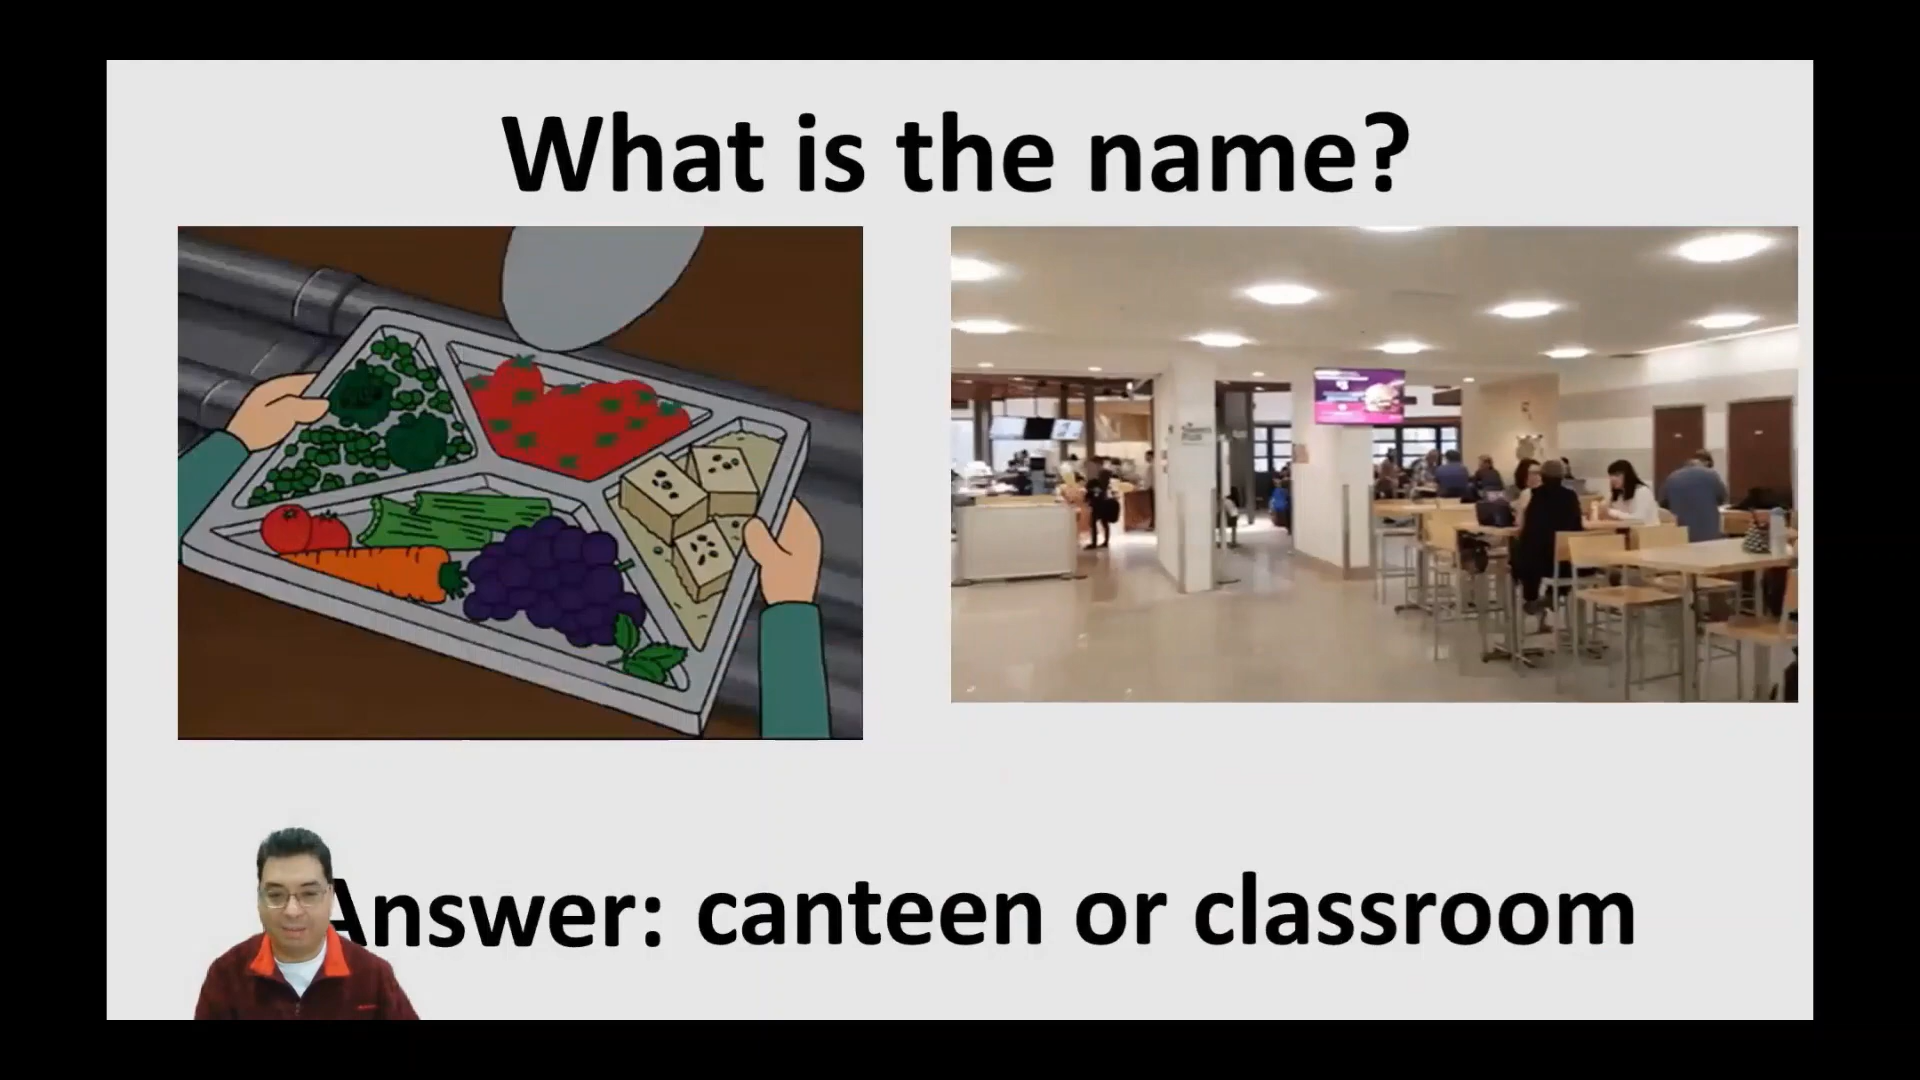 What is the name?
Answer: canteen or classroom